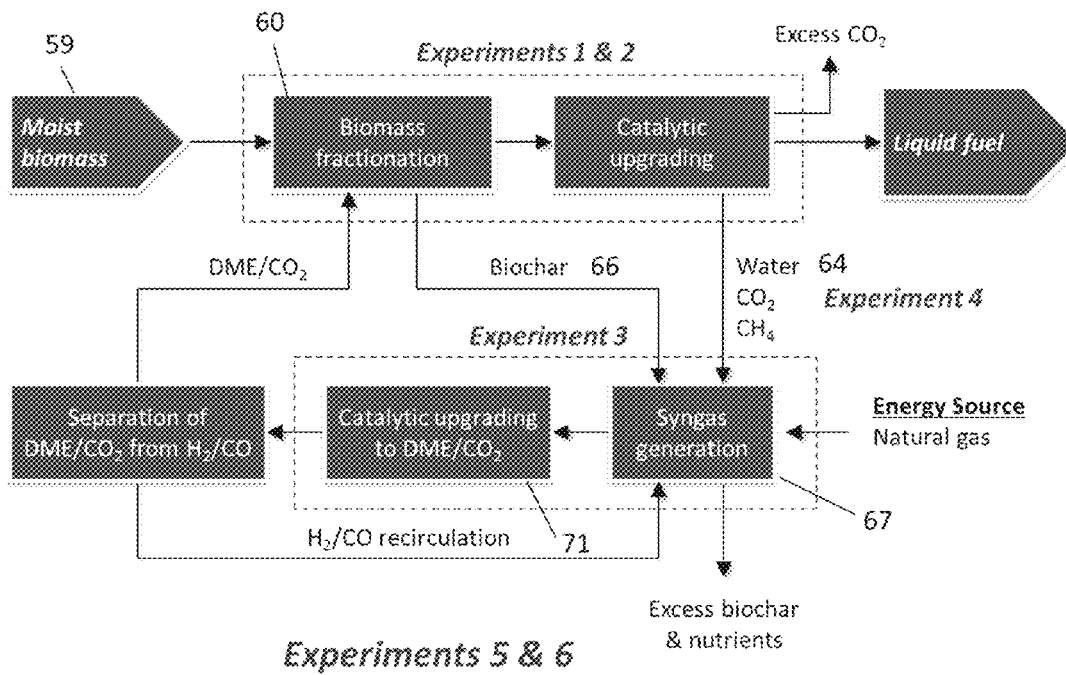 59
60
Experiments 1 & 2
Excess CO₂
Moist
biomass
Biomass
fractionation
Catalytic
upgrading
Liquid fuel
DME/CO₂
Biochar 66
Water 64
CO₂
CH₄
Experiment 4
Experiment 3
Separation of
DME/CO₂ from H₂/CO
Catalytic upgrading
to DME/CO₂
Syngas
generation
Energy Source
Natural gas
67
H₂/CO recirculation
71
Excess biochar
& nutrients
Experiments 5 & 6